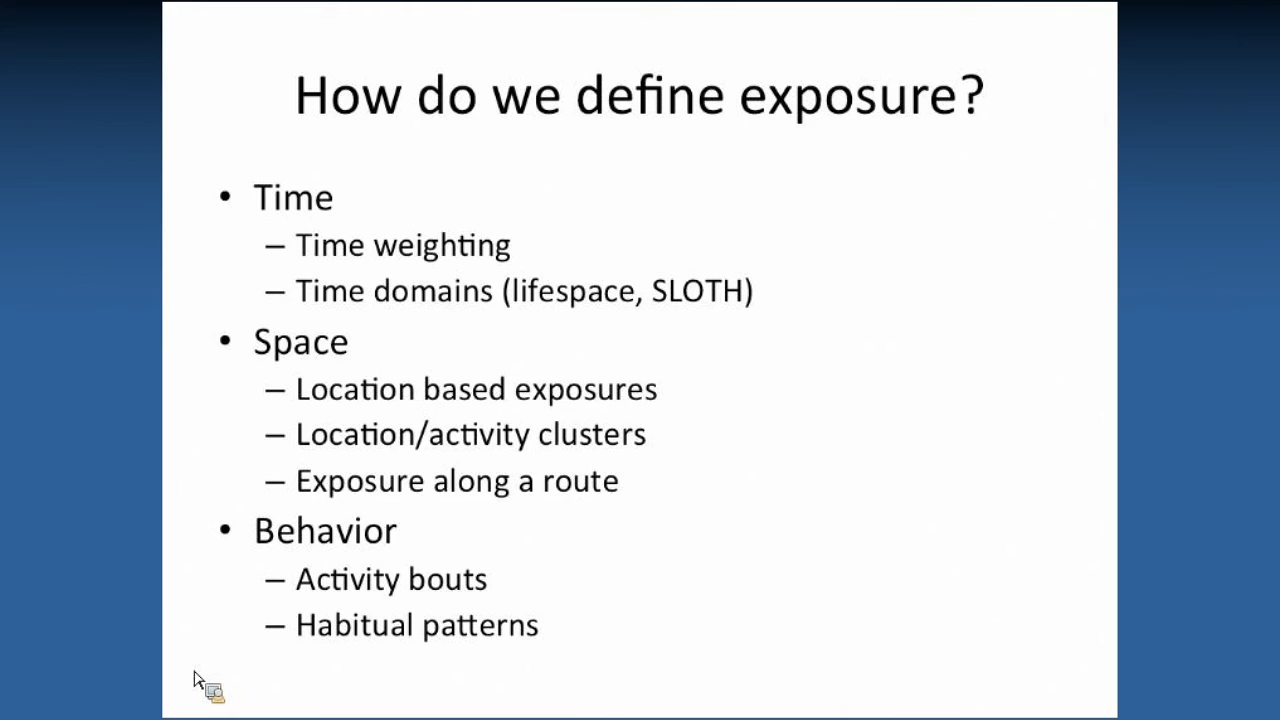 How do we define exposure?
• Time
– Time weighting
– Time domains (lifespace, SLOTH)
• Space
– Location based exposures
– Location/activity clusters
– Exposure along a route
• Behavior
– Activity bouts
– Habitual patterns